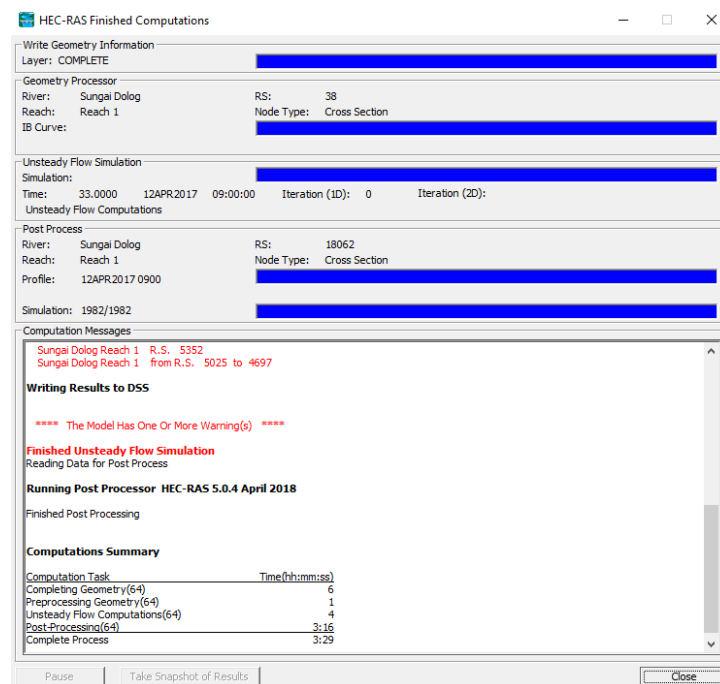 HEC-RAS Finished Computations
Write Geometry Information
Layer: COMPLETE
Geometry Processor
River: Sungai Dolog RS: 38
Reach: Reach 1 Node Type: Cross Section
IB Curve:
Unsteady Flow Simulation
Simulation:
Time: 33.0000 12APR2017 09:00:00 Iteration (1D): 0 Iteration (2D):
Unsteady Flow Computations
Post Process
River: Sungai Dolog RS: 18062
Reach: Reach 1 Node Type: Cross Section
Profile: 12APR2017 0900
Simulation: 1982/1982
Computation Messages
Sungai Dolog Reach 1 R.S. 5352
Sungai Dolog Reach 1 from R.S. 5025 to 4697
Writing Results to DSS
**** The Model Has One Or More Warning(s) ****
Finished Unsteady Flow Simulation
Reading Data for Post Process
Running Post Processor HEC-RAS 5.0.4 April 2018
Finished Post Processing
Computations Summary
Computation Task Time(hh:mm:ss)
Completing Geometry(64) 6
Preprocessing Geometry(64) 1
Unsteady Flow Computations(64) 4
Post-Processing(64) 3:16
Complete Process 3:29
Pause Take Snapshot of Results Close